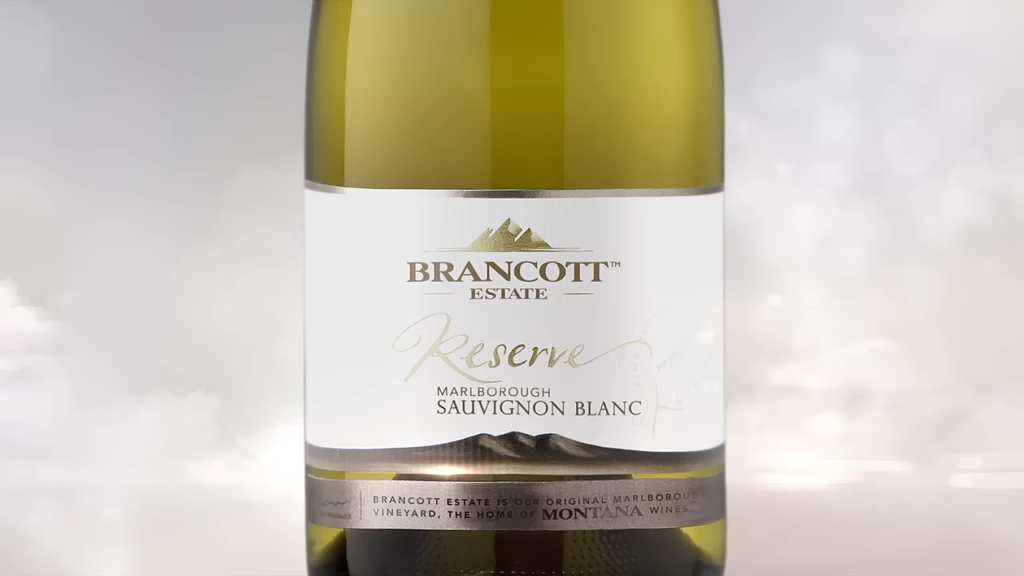 BRANCOTT™
ESTATE
Reserve
MARLBOROUGH
SAUVIGNON BLANC
BRANCOTT ESTATE IS OUR ORIGINAL MARLBOROUGH
VINEYARD, THE HOME OF MONTANA WINES